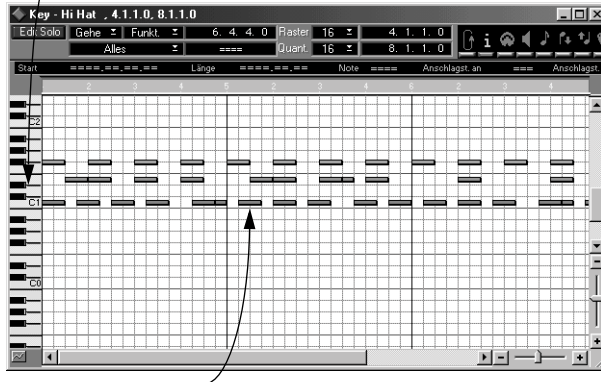 Key - Hi Hat , 4.1.1.0, 8.1.1.0
Edit Solo Gehe Funkt. 6. 4. 4. 0 Raster 16 4. 1. 1. 0
Alles ==== Quant. 16 8. 1. 1. 0
Start ====.==.==.== Länge ====.==.== Note ==== Anschlagst. an === Anschlagst.
2 3 4 5 2 3 4 6 2 3 4
C2
C1
C0